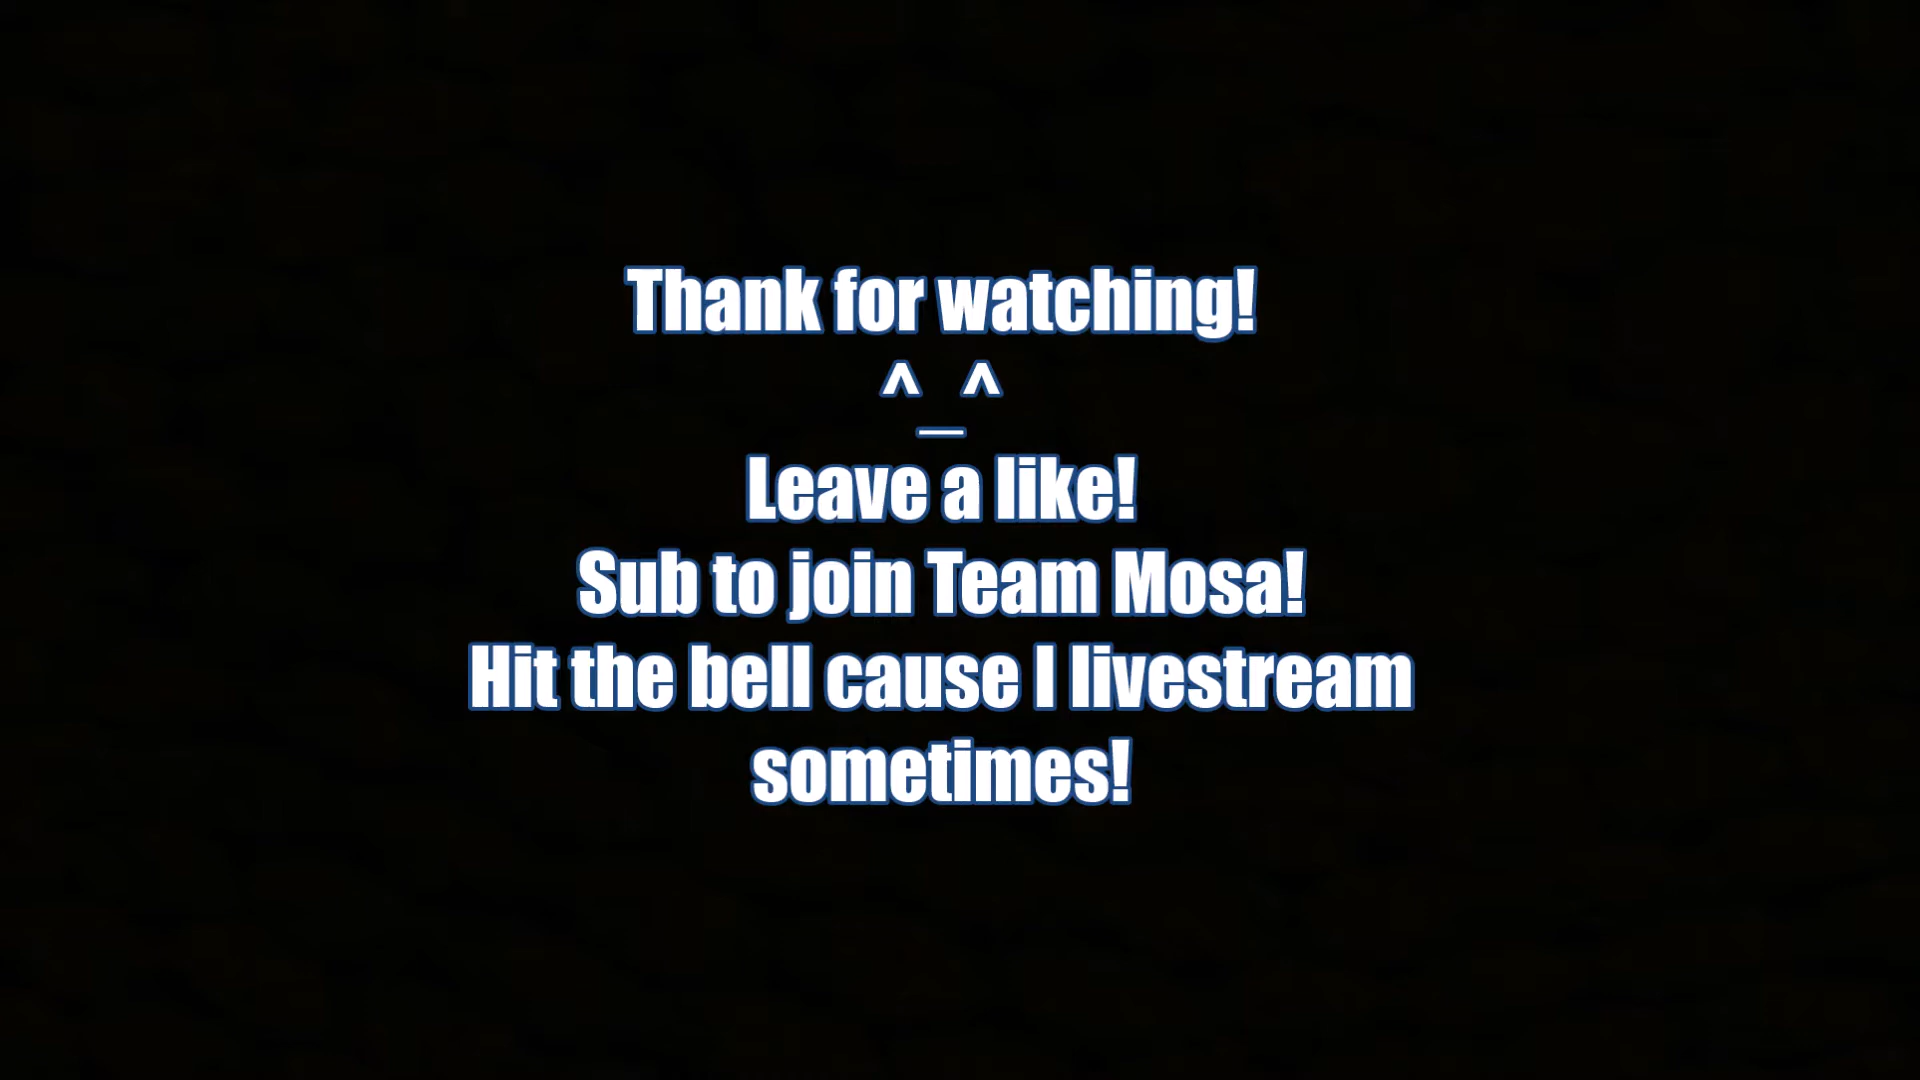 Thank for watching!
^_^
Leave a like!
Sub to join Team Mosa!
Hit the bell cause I livestream
sometimes!